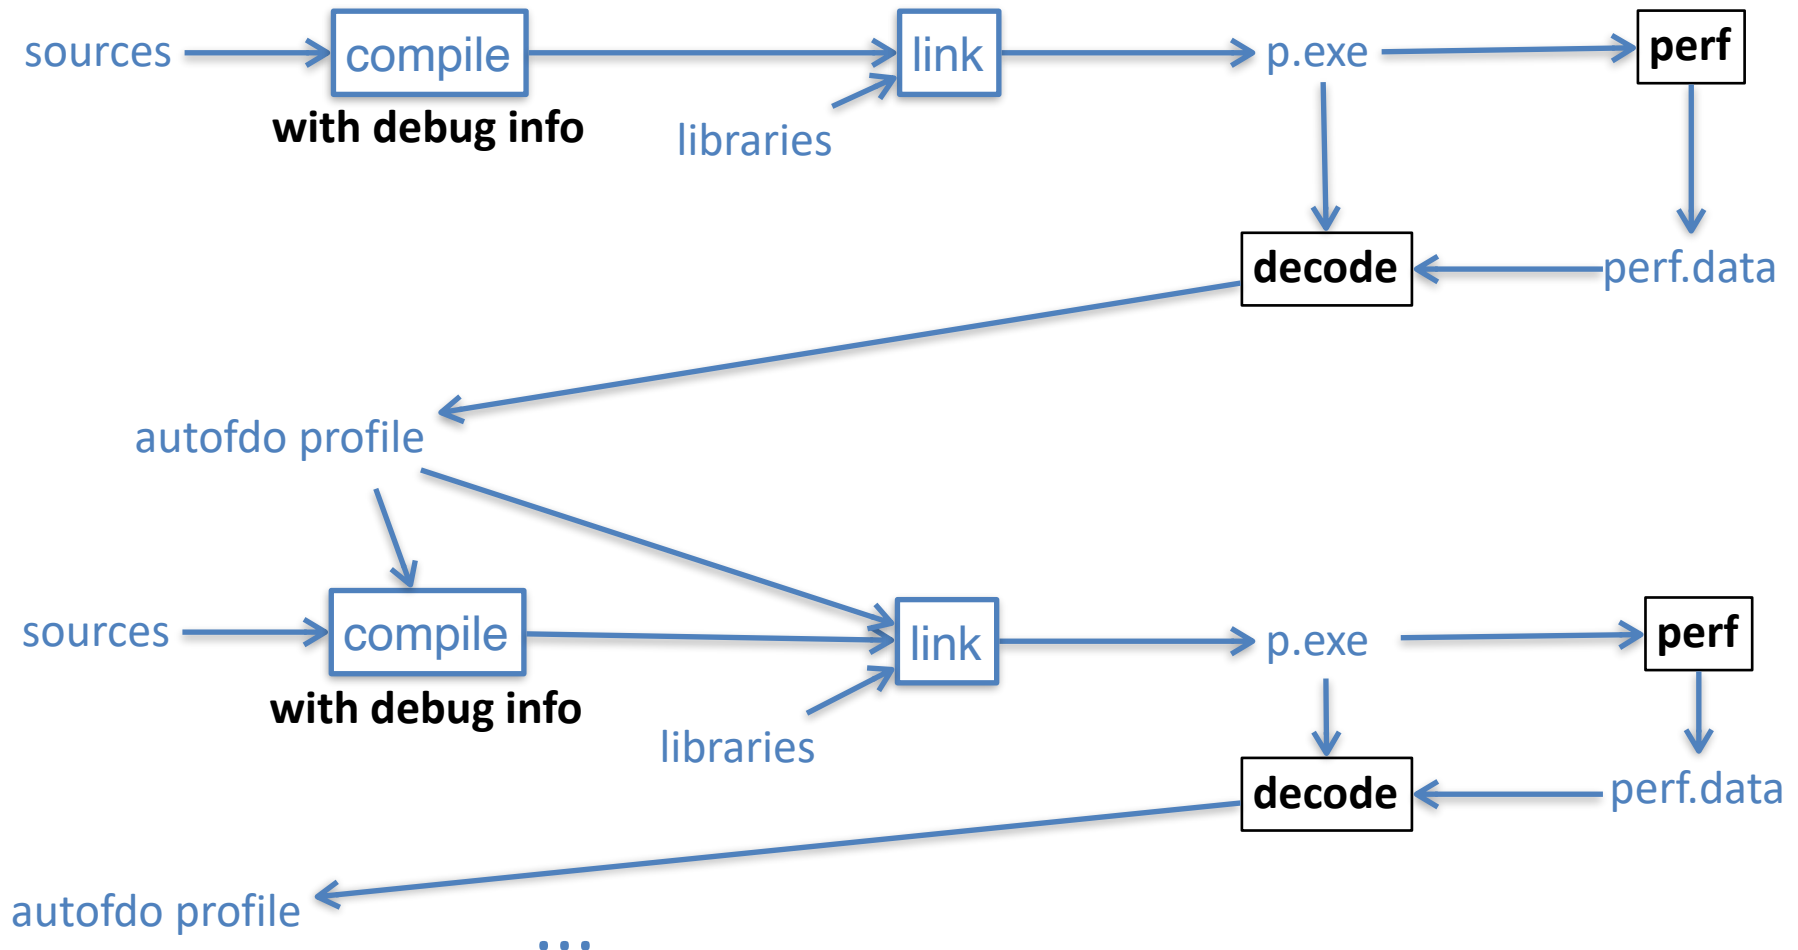 sources
compile
with debug info
link
libraries
p.exe
perf
decode
perf.data
autofdo profile
sources
compile
with debug info
link
libraries
p.exe
perf
decode
perf.data
autofdo profile
...